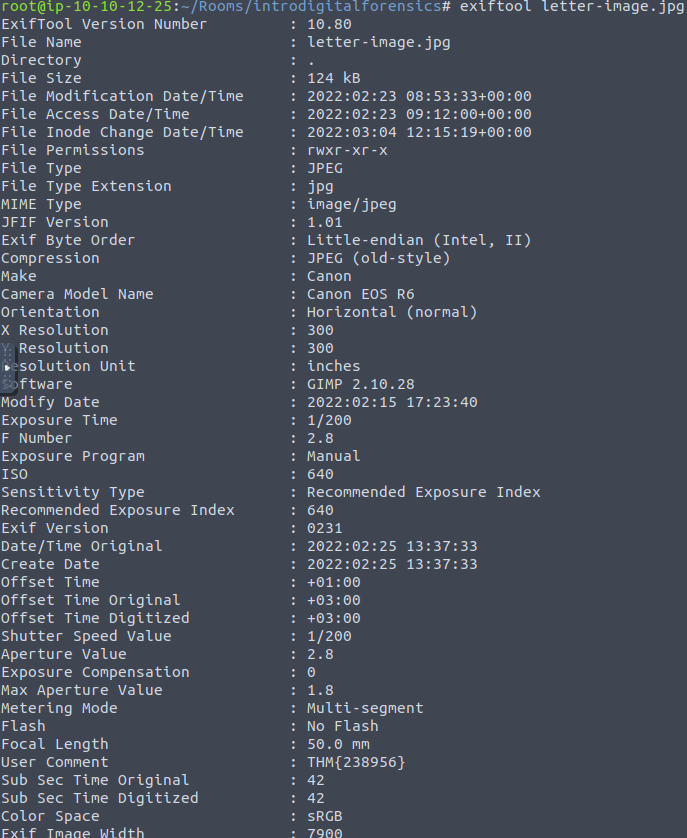 root@ip-10-10-12-25:~/Rooms/introdigitalforensics# exiftool letter-image.jpg
ExifTool Version Number : 10.80
File Name : letter-image.jpg
Directory : .
File Size : 124 kB
File Modification Date/Time : 2022:02:23 08:53:33+00:00
File Access Date/Time : 2022:02:23 09:12:00+00:00
File Inode Change Date/Time : 2022:03:04 12:15:19+00:00
File Permissions : rwxr-xr-x
File Type : JPEG
File Type Extension : jpg
MIME Type : image/jpeg
JFIF Version : 1.01
Exif Byte Order : Little-endian (Intel, II)
Compression : JPEG (old-style)
Make : Canon
Camera Model Name : Canon EOS R6
Orientation : Horizontal (normal)
X Resolution : 300
Y Resolution : 300
Resolution Unit : inches
Software : GIMP 2.10.28
Modify Date : 2022:02:15 17:23:40
Exposure Time : 1/200
F Number : 2.8
Exposure Program : Manual
ISO : 640
Sensitivity Type : Recommended Exposure Index
Recommended Exposure Index : 640
Exif Version : 0231
Date/Time Original : 2022:02:25 13:37:33
Create Date : 2022:02:25 13:37:33
Offset Time : +01:00
Offset Time Original : +03:00
Offset Time Digitized : +03:00
Shutter Speed Value : 1/200
Aperture Value : 2.8
Exposure Compensation : 0
Max Aperture Value : 1.8
Metering Mode : Multi-segment
Flash : No Flash
Focal Length : 50.0 mm
User Comment : THM{238956}
Sub Sec Time Original : 42
Sub Sec Time Digitized : 42
Color Space : sRGB
Exif Image Width : 7900